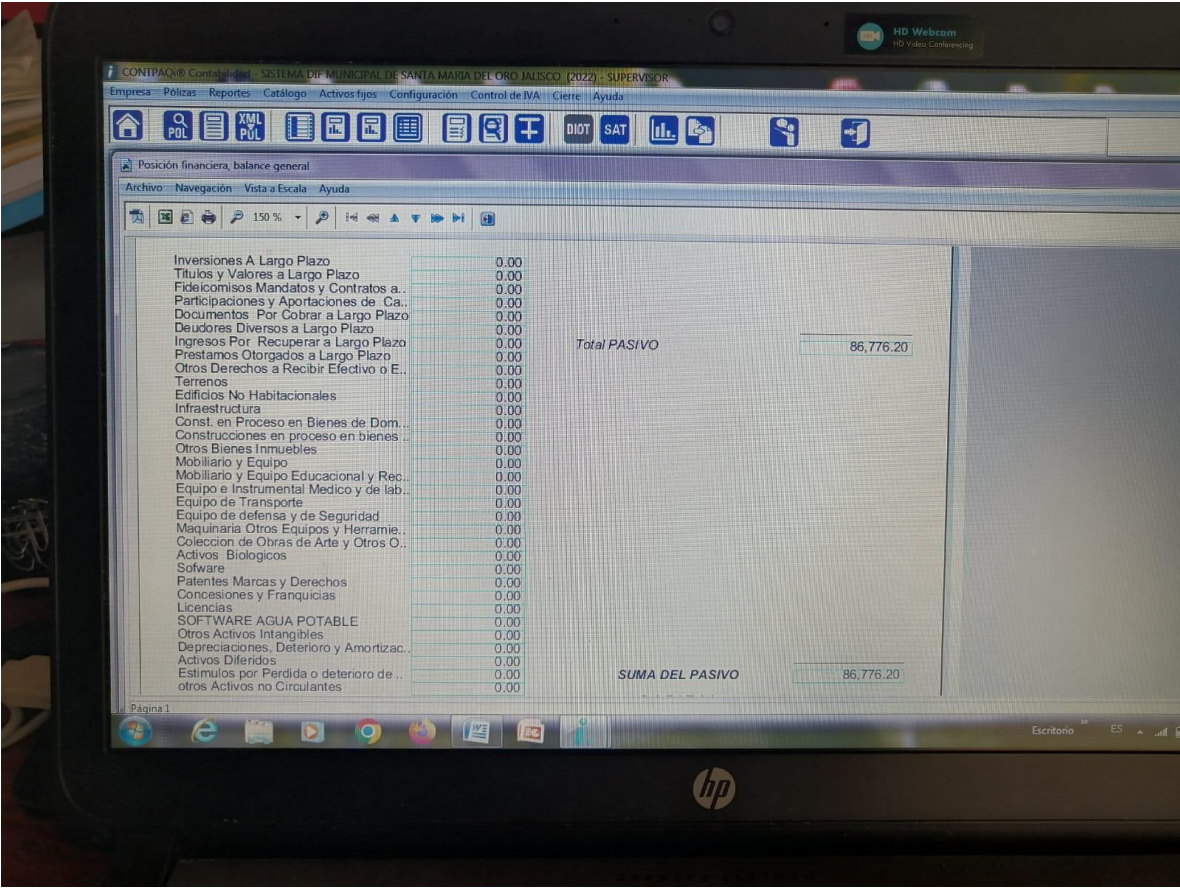 HD Webcam
HD Video Conferencing
CONTPAQi® Contabilidad - SISTEMA DIF MUNICIPAL DE SANTA MARIA DEL ORO JALISCO (2022) - SUPERVISOR
Empresa Pólizas Reportes Catálogo Activos fijos Configuración Control de IVA Cierre Ayuda
POL XML POL DIOT SAT
Posición financiera, balance general
Archivo Navegación Vista a Escala Ayuda
150 %
Inversiones A Largo Plazo 0.00
Titulos y Valores a Largo Plazo 0.00
Fideicomisos Mandatos y Contratos a.. 0.00
Participaciones y Aportaciones de Ca.. 0.00
Documentos Por Cobrar a Largo Plazo 0.00
Deudores Diversos a Largo Plazo 0.00
Ingresos Por Recuperar a Largo Plazo 0.00 Total PASIVO 86,776.20
Prestamos Otorgados a Largo Plazo 0.00
Otros Derechos a Recibir Efectivo o E.. 0.00
Terrenos 0.00
Edificios No Habitacionales 0.00
Infraestructura 0.00
Const. en Proceso en Bienes de Dom... 0.00
Construcciones en proceso en bienes .. 0.00
Otros Bienes Inmuebles 0.00
Mobiliario y Equipo 0.00
Mobiliario y Equipo Educacional y Rec.. 0.00
Equipo e Instrumental Medico y de lab.. 0.00
Equipo de Transporte 0.00
Equipo de defensa y de Seguridad 0.00
Maquinaria Otros Equipos y Herramie.. 0.00
Coleccion de Obras de Arte y Otros O.. 0.00
Activos Biologicos 0.00
Sofware 0.00
Patentes Marcas y Derechos 0.00
Concesiones y Franquicias 0.00
Licencias 0.00
SOFTWARE AGUA POTABLE 0.00
Otros Activos Intangibles 0.00
Depreciaciones, Deterioro y Amortizac.. 0.00
Activos Diferidos 0.00
Estimulos por Perdida o deterioro de .. 0.00 SUMA DEL PASIVO 86,776.20
otros Activos no Circulantes 0.00
Página 1
Escritorio ES
hp